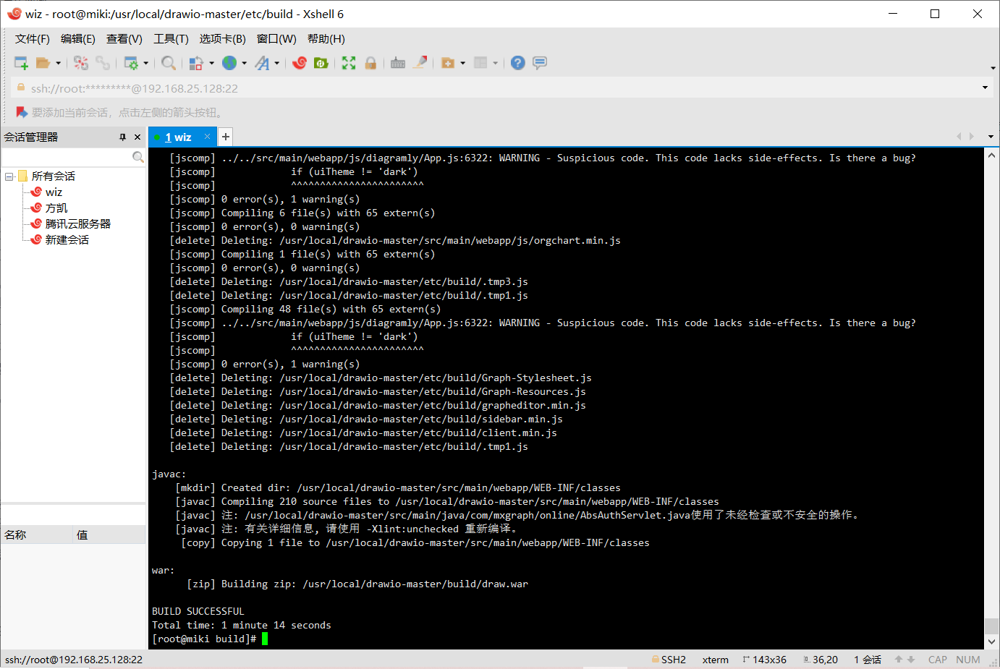 wiz - root@miki:/usr/local/drawio-master/etc/build - Xshell 6
文件(F) 编辑(E) 查看(V) 工具(T) 选项卡(B) 窗口(W) 帮助(H)
ssh://root:*********@192.168.25.128:22
要添加当前会话，点击左侧的箭头按钮。
会话管理器
1 wiz
所有会话
wiz
方凯
腾讯云服务器
新建会话
名称 值
[jscomp] ../../src/main/webapp/js/diagramly/App.js:6322: WARNING - Suspicious code. This code lacks side-effects. Is there a bug?
[jscomp]             if (uiTheme != 'dark')
[jscomp]             ^^^^^^^^^^^^^^^^^^^^^^^
[jscomp] 0 error(s), 1 warning(s)
[jscomp] Compiling 6 file(s) with 65 extern(s)
[jscomp] 0 error(s), 0 warning(s)
[delete] Deleting: /usr/local/drawio-master/src/main/webapp/js/orgchart.min.js
[jscomp] Compiling 1 file(s) with 65 extern(s)
[jscomp] 0 error(s), 0 warning(s)
[delete] Deleting: /usr/local/drawio-master/etc/build/.tmp3.js
[delete] Deleting: /usr/local/drawio-master/etc/build/.tmp1.js
[jscomp] Compiling 48 file(s) with 65 extern(s)
[jscomp] ../../src/main/webapp/js/diagramly/App.js:6322: WARNING - Suspicious code. This code lacks side-effects. Is there a bug?
[jscomp]             if (uiTheme != 'dark')
[jscomp]             ^^^^^^^^^^^^^^^^^^^^^^^
[jscomp] 0 error(s), 1 warning(s)
[delete] Deleting: /usr/local/drawio-master/etc/build/Graph-Stylesheet.js
[delete] Deleting: /usr/local/drawio-master/etc/build/Graph-Resources.js
[delete] Deleting: /usr/local/drawio-master/etc/build/grapheditor.min.js
[delete] Deleting: /usr/local/drawio-master/etc/build/sidebar.min.js
[delete] Deleting: /usr/local/drawio-master/etc/build/client.min.js
[delete] Deleting: /usr/local/drawio-master/etc/build/.tmp1.js
javac:
[mkdir] Created dir: /usr/local/drawio-master/src/main/webapp/WEB-INF/classes
[javac] Compiling 210 source files to /usr/local/drawio-master/src/main/webapp/WEB-INF/classes
[javac] 注: /usr/local/drawio-master/src/main/java/com/mxgraph/online/AbsAuthServlet.java使用了未经检查或不安全的操作。
[javac] 注: 有关详细信息, 请使用 -Xlint:unchecked 重新编译。
[copy] Copying 1 file to /usr/local/drawio-master/src/main/webapp/WEB-INF/classes
war:
[zip] Building zip: /usr/local/drawio-master/build/draw.war
BUILD SUCCESSFUL
Total time: 1 minute 14 seconds
[root@miki build]#
ssh://root@192.168.25.128:22 SSH2 xterm 143x36 36,20 1 会话 CAP NUM